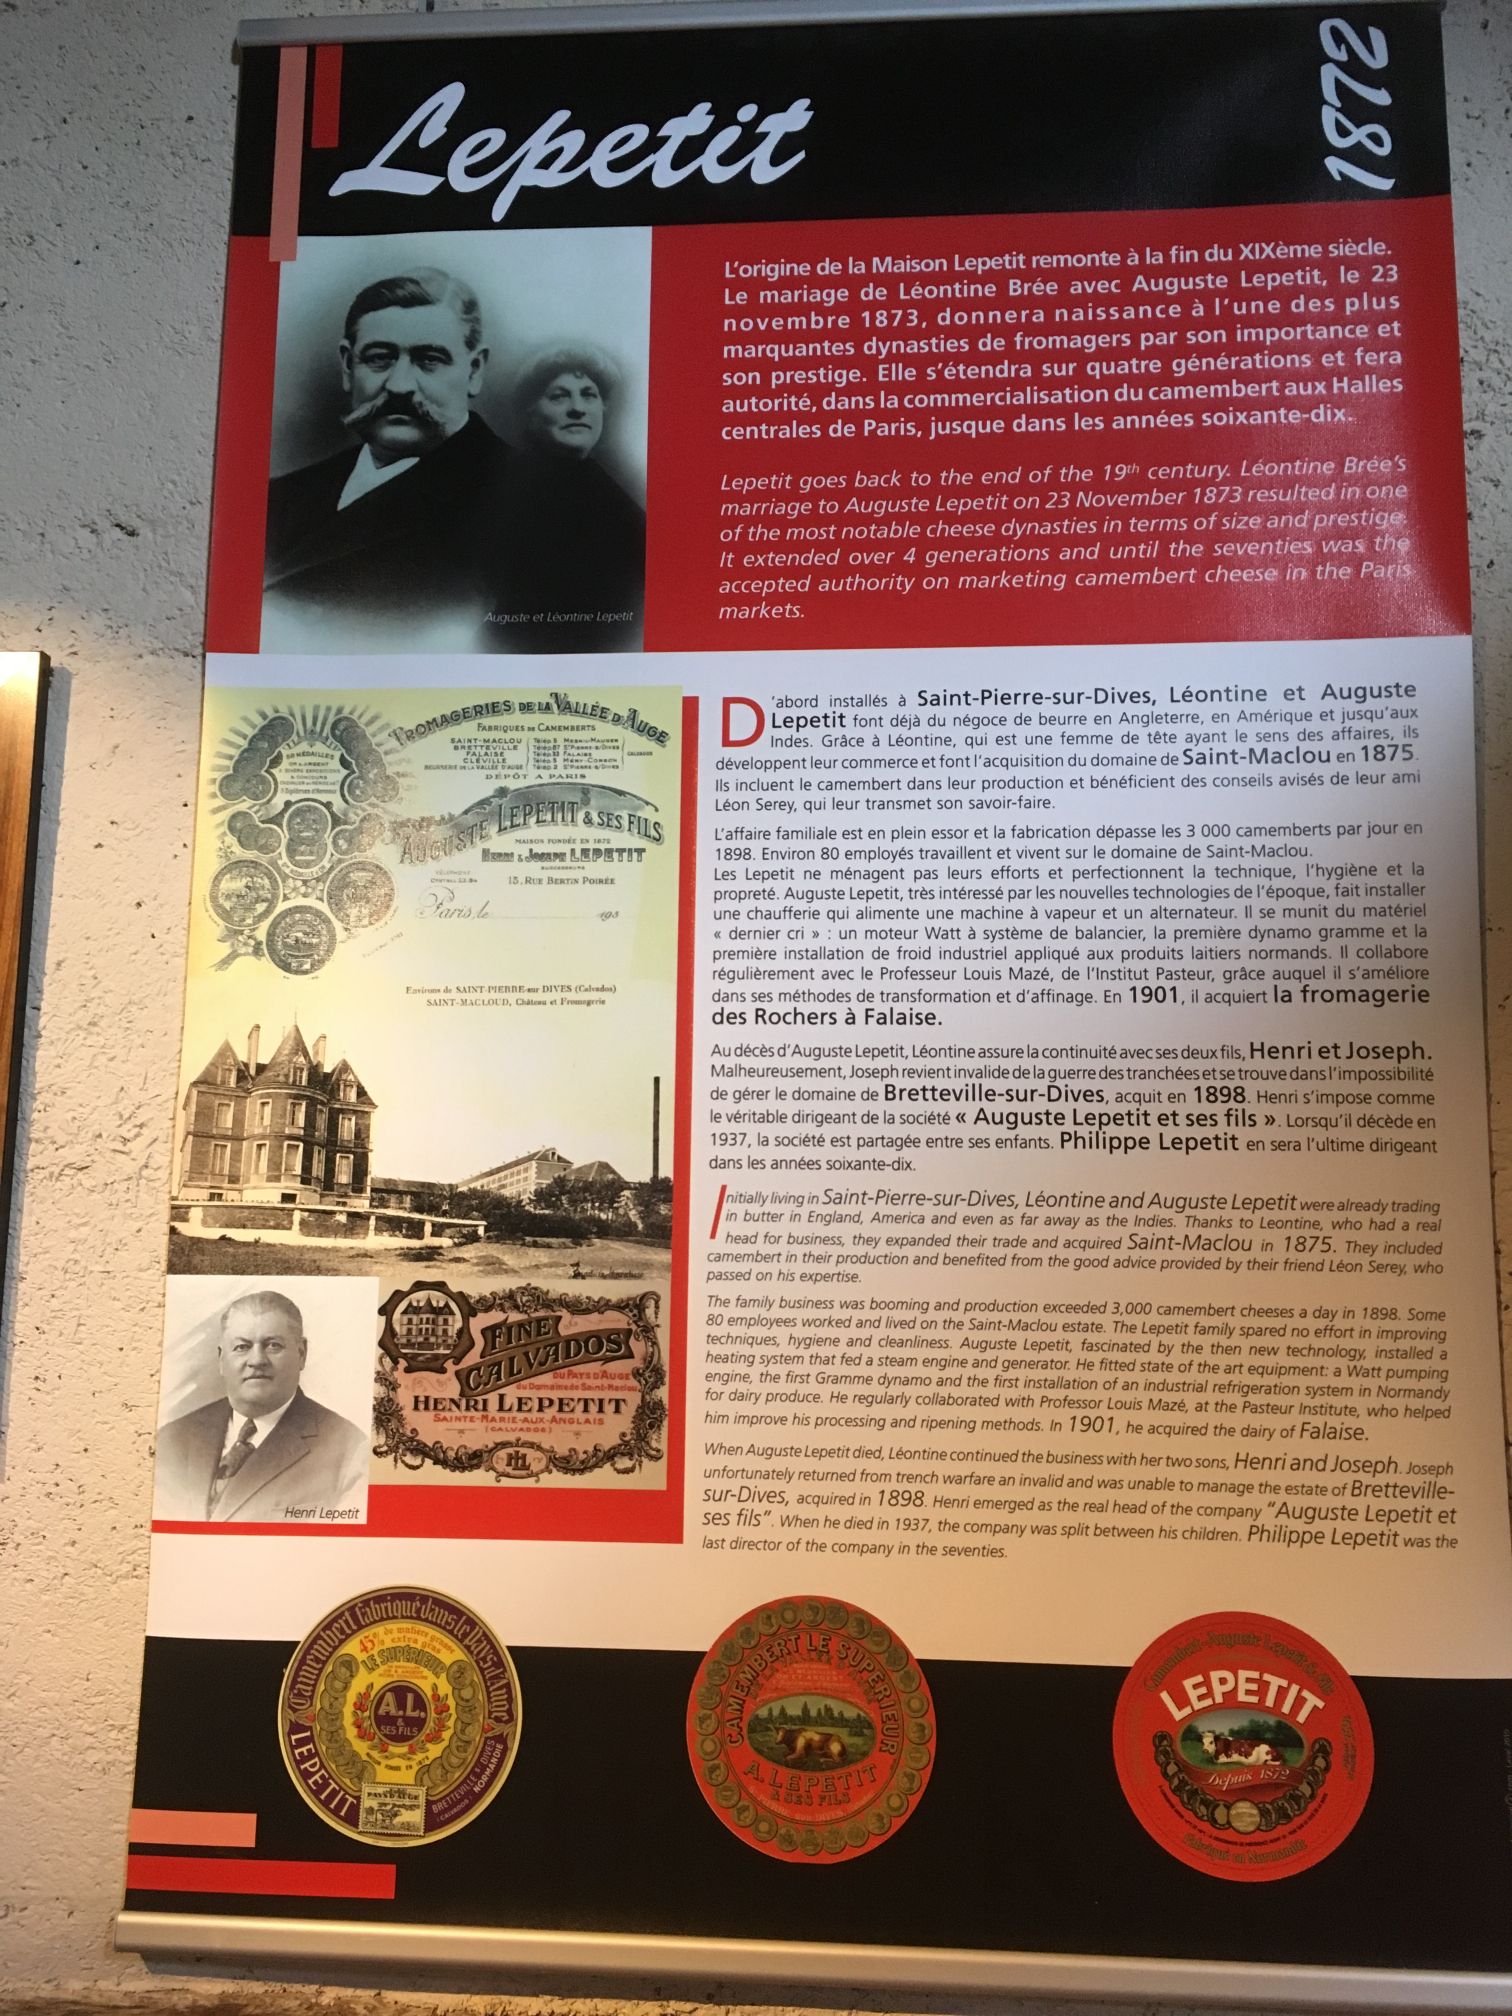 Lepetit
1872
L'origine de la Maison Lepetit remonte à la fin du XIXème siècle.
Le mariage de Léontine Brée avec Auguste Lepetit, le 23
novembre 1873, donnera naissance à l'une des plus
marquantes dynasties de fromagers par son importance et
son prestige. Elle s'étendra sur quatre générations et fera
autorité, dans la commercialisation du camembert aux Halles
centrales de Paris, jusque dans les années soixante-dix.
Lepetit goes back to the end of the 19th century. Léontine Brée's
marriage to Auguste Lepetit on 23 November 1873 resulted in one
of the most notable cheese dynasties in terms of size and prestige.
It extended over 4 generations and until the seventies was the
accepted authority on marketing camembert cheese in the Paris
markets.
Auguste et Léontine Lepetit
FROMAGERIES DE LA VALLÉE D'AUGE
FABRIQUES DE CAMEMBERTS
SAINT-MACLOU
BRETTEVILLE
FALAISE
CLÉVILLE
DÉPÔT A PARIS
AUGUSTE LEPETIT & SES FILS
MAISON FONDÉE EN 1872
HENRI & JOSEPH LEPETIT
SUCCESSEURS
15, RUE BERTIN POIRÉE
Paris, le 193
Environs de SAINT-PIERRE-sur DIVES (Calvados)
SAINT-MACLOUD, Château et Fromagerie
D'abord installés à Saint-Pierre-sur-Dives, Léontine et Auguste
Lepetit font déjà du négoce de beurre en Angleterre, en Amérique et jusqu'aux
Indes. Grâce à Léontine, qui est une femme de tête ayant le sens des affaires, ils
développent leur commerce et font l'acquisition du domaine de Saint-Maclou en 1875.
Ils incluent le camembert dans leur production et bénéficient des conseils avisés de leur ami
Léon Serey, qui leur transmet son savoir-faire.
L'affaire familiale est en plein essor et la fabrication dépasse les 3 000 camemberts par jour en
1898. Environ 80 employés travaillent et vivent sur le domaine de Saint-Maclou.
Les Lepetit ne ménagent pas leurs efforts et perfectionnent la technique, l'hygiène et la
propreté. Auguste Lepetit, très intéressé par les nouvelles technologies de l'époque, fait installer
une chaufferie qui alimente une machine à vapeur et un alternateur. Il se munit du matériel
« dernier cri » : un moteur Watt à système de balancier, la première dynamo gramme et la
première installation de froid industriel appliqué aux produits laitiers normands. Il collabore
régulièrement avec le Professeur Louis Mazé, de l'Institut Pasteur, grâce auquel il s'améliore
dans ses méthodes de transformation et d'affinage. En 1901, il acquiert la fromagerie
des Rochers à Falaise.
Au décès d'Auguste Lepetit, Léontine assure la continuité avec ses deux fils, Henri et Joseph.
Malheureusement, Joseph revient invalide de la guerre des tranchées et se trouve dans l'impossibilité
de gérer le domaine de Bretteville-sur-Dives, acquit en 1898. Henri s'impose comme
le véritable dirigeant de la société « Auguste Lepetit et ses fils ». Lorsqu'il décède en
1937, la société est partagée entre ses enfants. Philippe Lepetit en sera l'ultime dirigeant
dans les années soixante-dix.
Initially living in Saint-Pierre-sur-Dives, Léontine and Auguste Lepetit were already trading
in butter in England, America and even as far away as the Indies. Thanks to Leontine, who had a real
head for business, they expanded their trade and acquired Saint-Maclou in 1875. They included
camembert in their production and benefited from the good advice provided by their friend Léon Serey, who
passed on his expertise.
The family business was booming and production exceeded 3,000 camembert cheeses a day in 1898. Some
80 employees worked and lived on the Saint-Maclou estate. The Lepetit family spared no effort in improving
techniques, hygiene and cleanliness. Auguste Lepetit, fascinated by the then new technology, installed a
heating system that fed a steam engine and generator. He fitted state of the art equipment: a Watt pumping
engine, the first Gramme dynamo and the first installation of an industrial refrigeration system in Normandy
for dairy produce. He regularly collaborated with Professor Louis Mazé, at the Pasteur Institute, who helped
him improve his processing and ripening methods. In 1901, he acquired the dairy of Falaise.
When Auguste Lepetit died, Léontine continued the business with her two sons, Henri and Joseph. Joseph
unfortunately returned from trench warfare an invalid and was unable to manage the estate of Bretteville-
sur-Dives, acquired in 1898. Henri emerged as the real head of the company "Auguste Lepetit et
ses fils". When he died in 1937, the company was split between his children. Philippe Lepetit was the
last director of the company in the seventies.
Henri Lepetit
FINE
CALVADOS
DU PAYS D'AUGE
du Domaine de Saint-Maclou
HENRI LEPETIT
SAINTE-MARIE-AUX-ANGLAIS
(CALVADOS)
HL
Camembert fabriqué dans le Pays d'Auge
45% de matière grasse
extra gras
LE SUPÉRIEUR
A.L.
&
SES FILS
LEPETIT
PAYS D'AUGE
BRETTEVILLE S/ DIVES
(CALVADOS) NORMANDIE
CAMEMBERT LE SUPÉRIEUR
DE LA VALLÉE D'AUGE
A. LEPETIT
& SES FILS
Camembert-Auguste Lepetit & Fils
LEPETIT
Depuis 1872
Fabriqué en Normandie